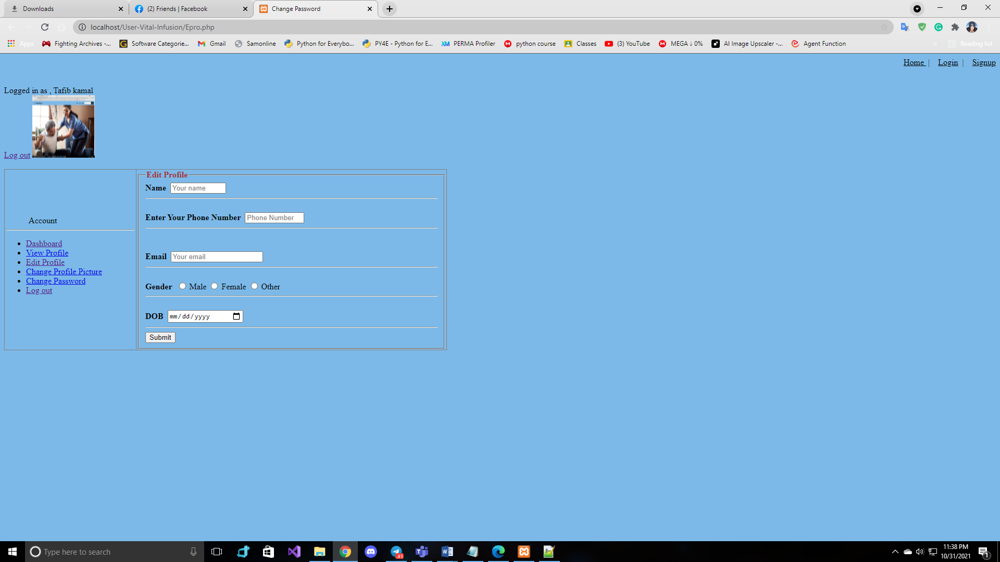 Downloads
(2) Friends | Facebook
Change Password
localhost/User-Vital-Infusion/Epro.php
Apps
Fighting Archives -...
Software Categorie...
Gmail
Samonline
Python for Everybo...
PY4E - Python for E...
PERMA Profiler
python course
Classes
(3) YouTube
MEGA ↓ 0%
AI Image Upscaler -...
Agent Function
»
Reading list
Home | Login | Signup
Logged in as , Tafib kamal
Log out
Account
Dashboard
View Profile
Edit Profile
Change Profile Picture
Change Password
Log out
Edit Profile
Name Your name
Enter Your Phone Number Phone Number
Email Your email
Gender Male Female Other
DOB mm/dd/yyyy
Submit
Type here to search
11:38 PM
10/31/2021